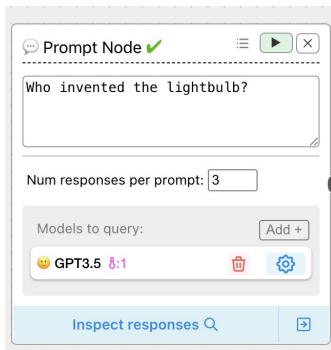 Prompt Node
Who invented the lightbulb?
Num responses per prompt: 3
Models to query:
Add +
GPT3.5 :1
Inspect responses